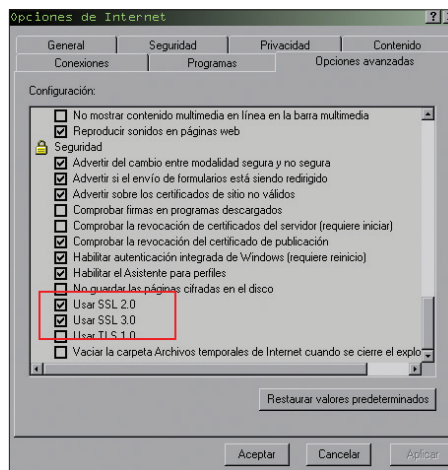 Opciones de Internet
General Seguridad Privacidad Contenido
Conexiones Programas Opciones avanzadas
Configuración:
No mostrar contenido multimedia en línea en la barra multimedia
Reproducir sonidos en páginas web
Seguridad
Advertir del cambio entre modalidad segura y no segura
Advertir si el envío de formularios está siendo redirigido
Advertir sobre los certificados de sitio no válidos
Comprobar firmas en programas descargados
Comprobar la revocación de certificados del servidor (requiere iniciar)
Comprobar la revocación del certificado de publicación
Habilitar autenticación integrada de Windows (requiere reinicio)
Habilitar el Asistente para perfiles
No guardar las páginas cifradas en el disco
Usar SSL 2.0
Usar SSL 3.0
Usar TLS 1.0
Vaciar la carpeta Archivos temporales de Internet cuando se cierre el explo
Restaurar valores predeterminados
Aceptar Cancelar Aplicar